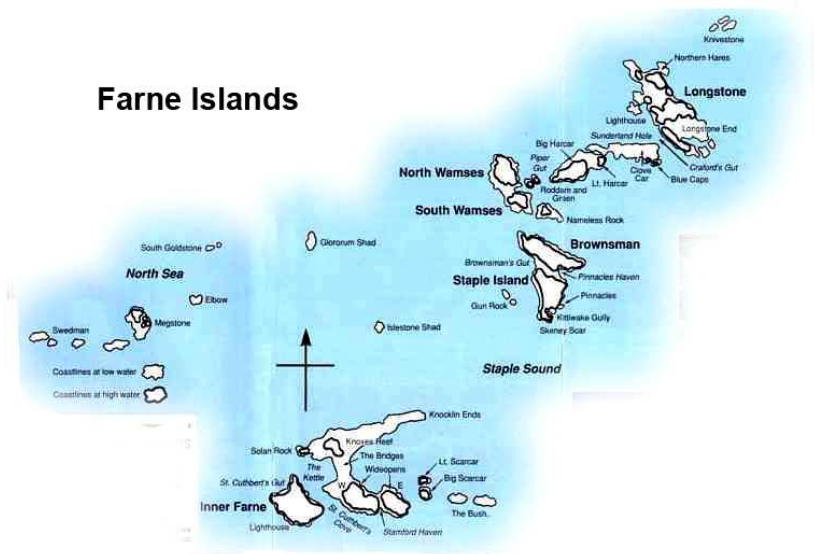 Farne Islands
Knivestone
Northern Hares
Longstone
Lighthouse
Longstone End
Sunderland Hole
Big Harcar
Piper
Gut
Craford's Gut
Clove
Car
Blue Caps
Lt. Harcar
Roddam and
Green
North Wamses
South Wamses
Nameless Rock
Glororum Shad
South Goldstone
North Sea
Brownsman
Brownsman's Gut
Pinnacles Haven
Staple Island
Pinnacles
Gun Rock
Kittiwake Gully
Skeney Scar
Elbow
Megstone
Swedman
Islestone Shad
Coastlines at low water
Coastlines at high water
Staple Sound
Knocklin Ends
Knoxes Reef
Solan Rock
The Bridges
The
Kettle
Wideopens
Lt. Scarcar
Big Scarcar
St. Cuthbert's Gut
W
E
Inner Farne
The Bush
Lighthouse
St. Cuthbert's
Cove
Stamford Haven